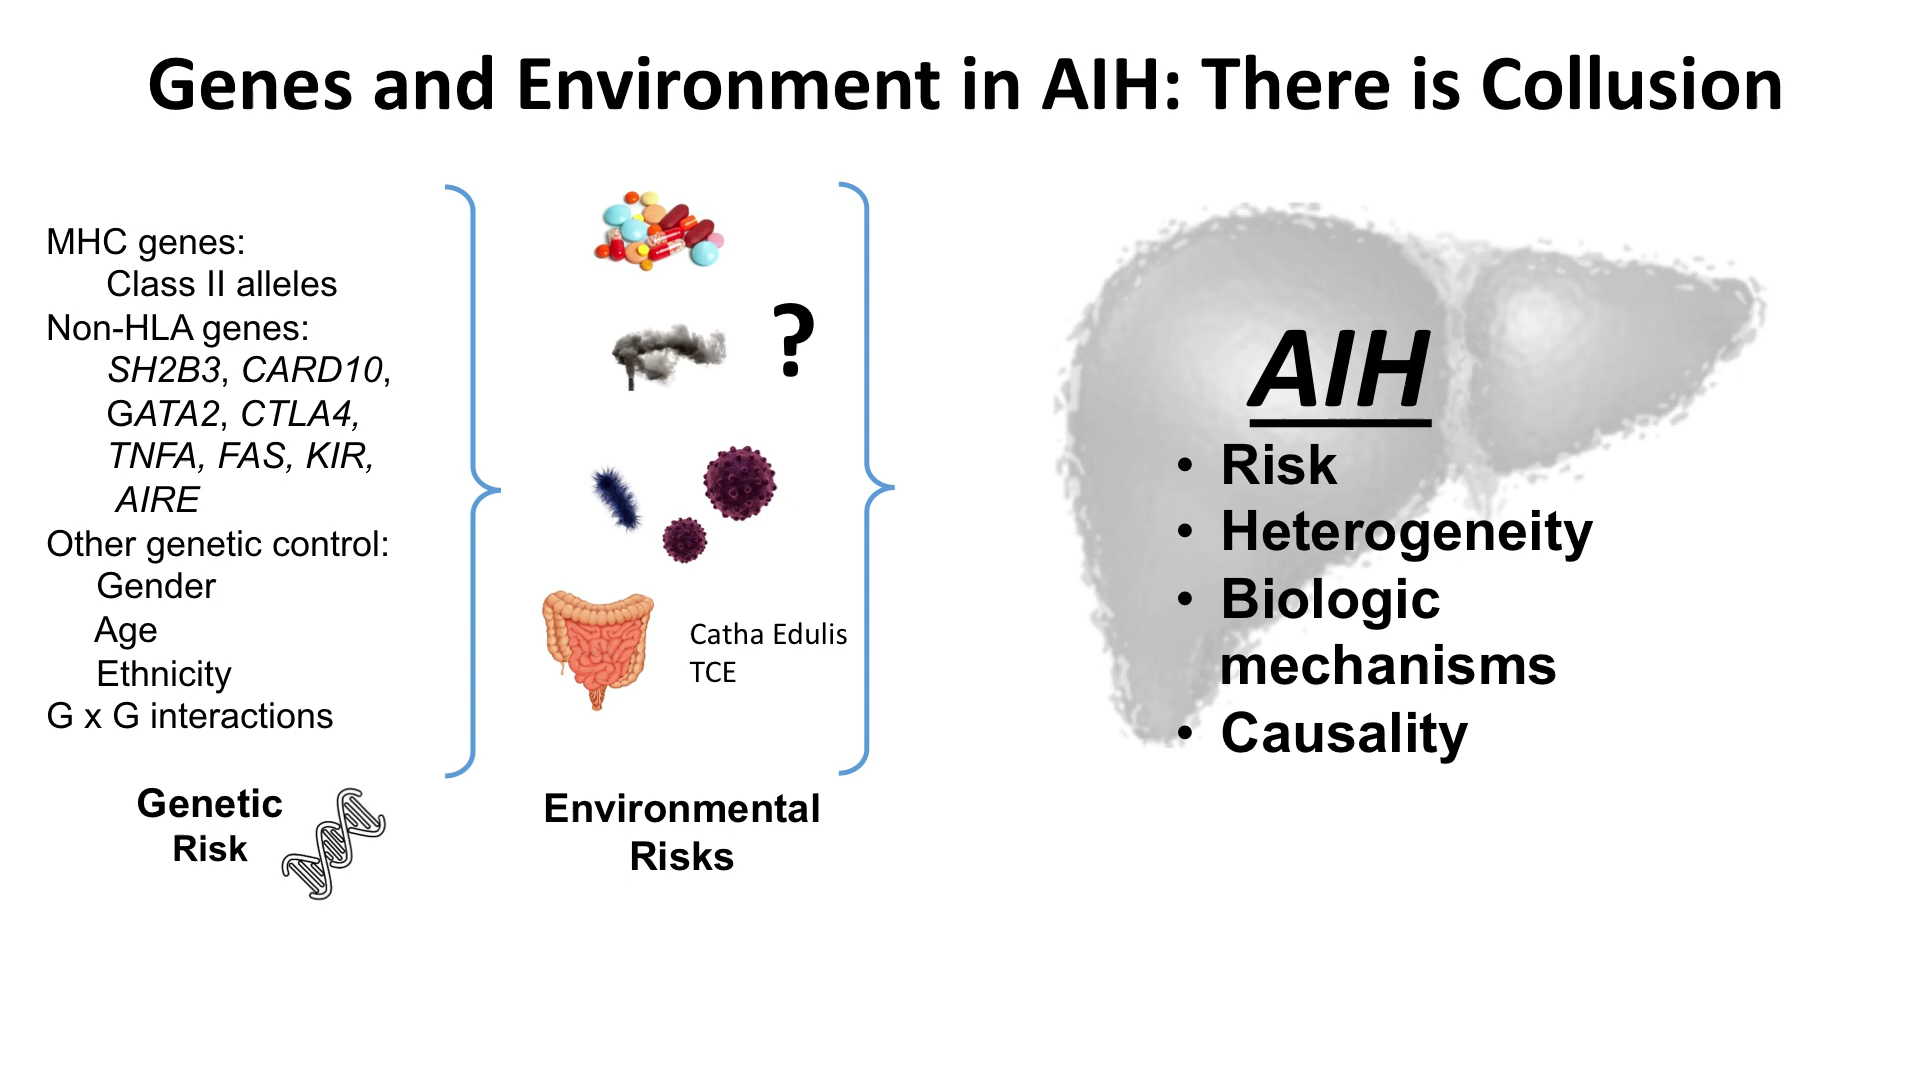 Genes and Environment in AIH: There is Collusion
MHC genes:
Class II alleles
Non-HLA genes:
SH2B3, CARD10,
GATA2, CTLA4,
TNFA, FAS, KIR,
AIRE
Other genetic control:
Gender
Age
Ethnicity
G x G interactions
Genetic
Risk
?
Catha Edulis
TCE
Environmental
Risks
AIH
• Risk
• Heterogeneity
• Biologic
mechanisms
• Causality